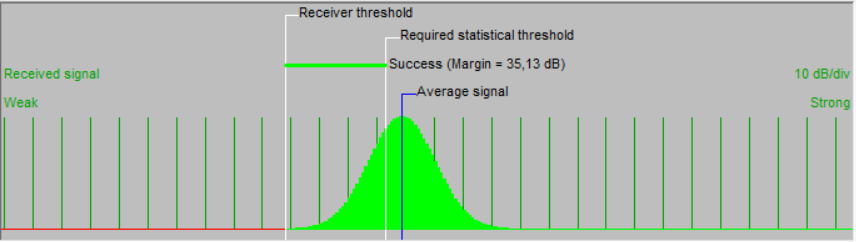 Receiver threshold
Required statistical threshold
Success (Margin = 35,13 dB)
Received signal
10 dB/div
Average signal
Weak
Strong